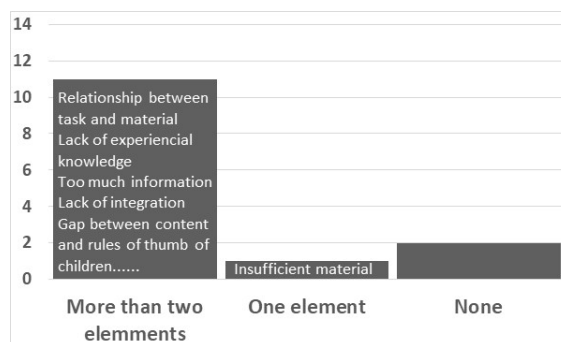 14
12
10
8
6
4
2
0
Relationship between
task and material
Lack of experiencial
knowledge
Too much information
Lack of integration
Gap between content
and rules of thumb of
children......
Insufficient material
More than two
elemments
One element
None